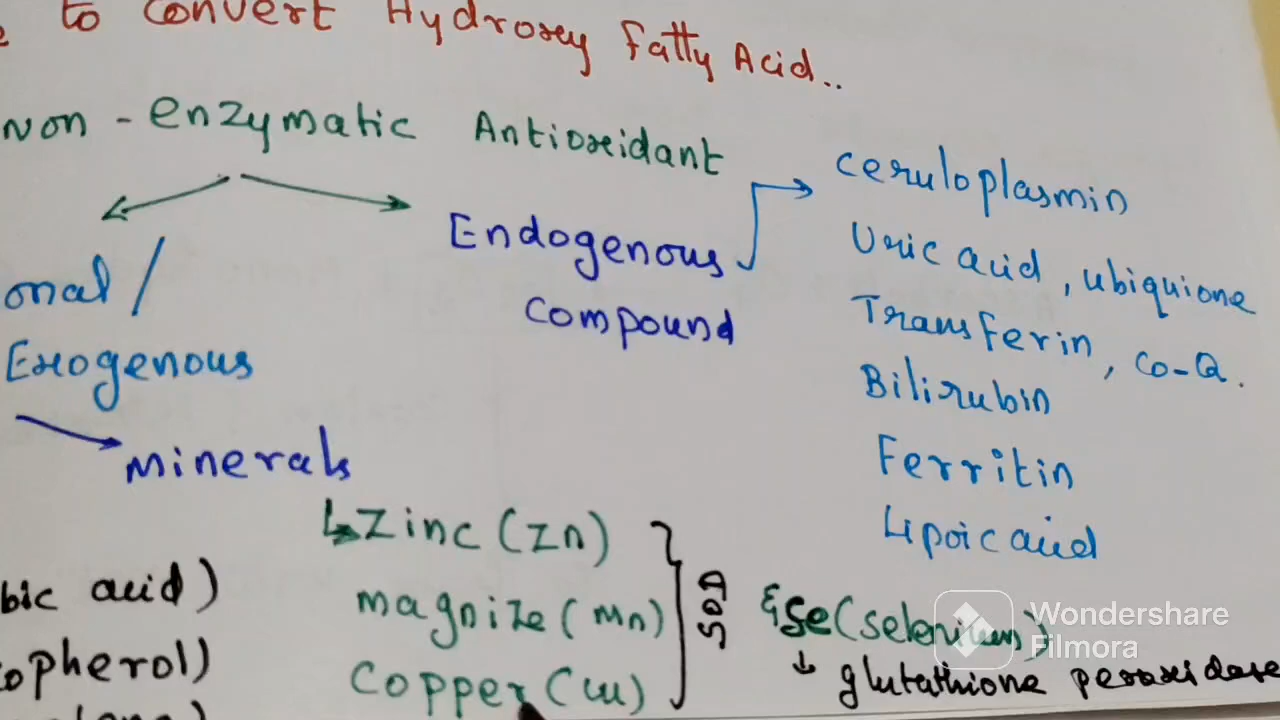 to convert Hydroxy Fatty Acid..
non-enzymatic Antioxidant
onal/
Exogenous
minerals
Endogenous
compound
ceruloplasmin
Uric acid, ubiquione
Transferin, co-Q.
Bilirubin
Ferritin
Lipoic acid
Zinc (Zn)
magnize (Mn)
Copper (Cu)
SOD
& Se (selenium)
glutathione peroxidase
bic acid)
opherol)
Wondershare
Filmora